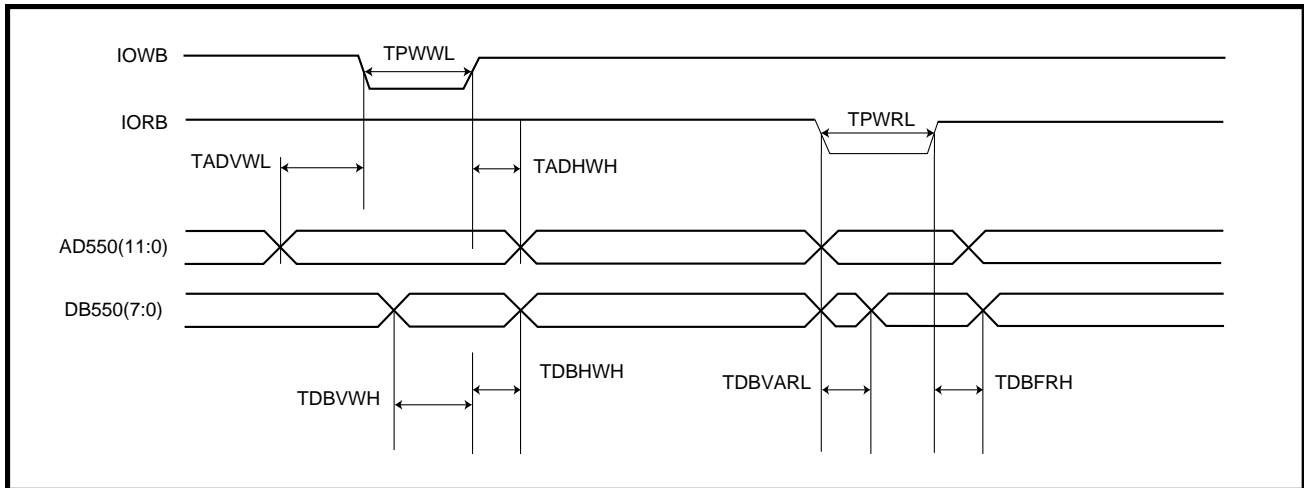 IOWB
TPWWL
IORB
TPWRL
TADVWL
TADHWH
AD550(11:0)
DB550(7:0)
TDBVWH
TDBHWH
TDBVARL
TDBFRH